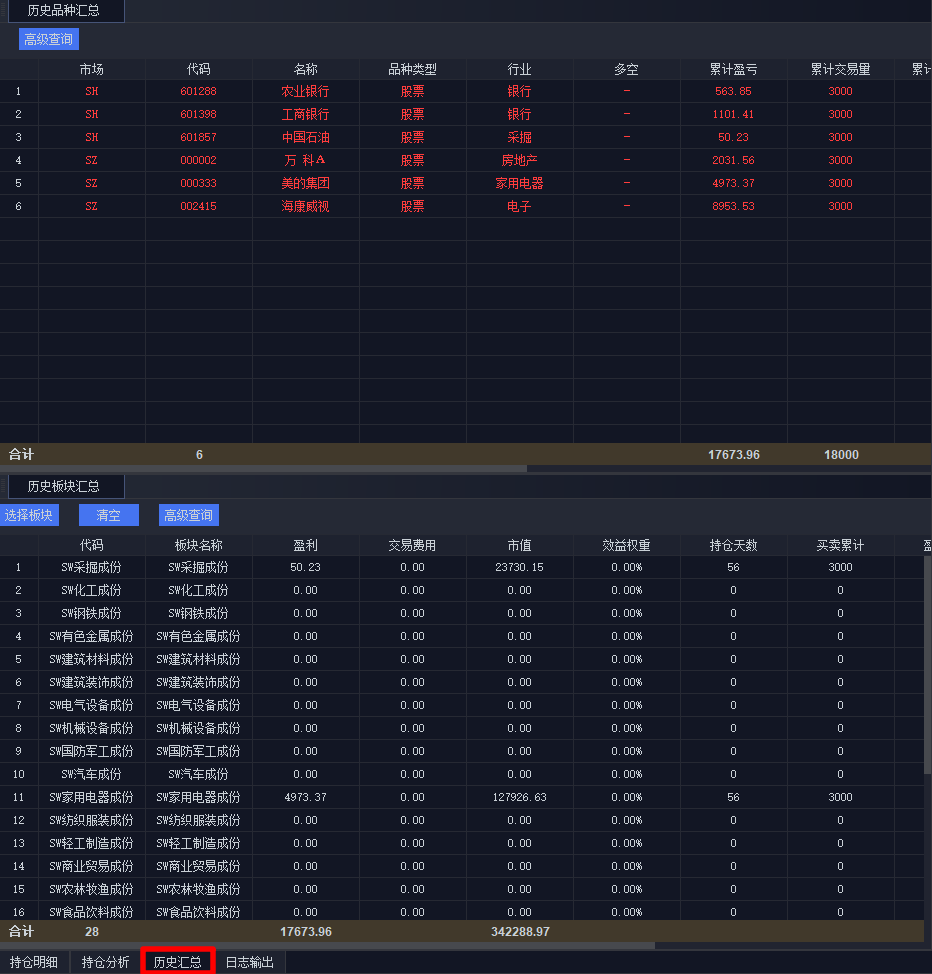 历史品种汇总
高级查询
市场 代码 名称 品种类型 行业 多空 累计盈亏 累计交易量 累计
1 SH 601288 农业银行 股票 银行 - 563.85 3000
2 SH 601398 工商银行 股票 银行 - 1101.41 3000
3 SH 601857 中国石油 股票 采掘 - 50.23 3000
4 SZ 000002 万 科A 股票 房地产 - 2031.56 3000
5 SZ 000333 美的集团 股票 家用电器 - 4973.37 3000
6 SZ 002415 海康威视 股票 电子 - 8953.53 3000
合计 6 17673.96 18000
历史板块汇总
选择板块 清空 高级查询
代码 板块名称 盈利 交易费用 市值 效益权重 持仓天数 买卖累计 盈
1 SW采掘成份 SW采掘成份 50.23 0.00 23730.15 0.00% 56 3000
2 SW化工成份 SW化工成份 0.00 0.00 0.00 0.00% 0 0
3 SW钢铁成份 SW钢铁成份 0.00 0.00 0.00 0.00% 0 0
4 SW有色金属成份 SW有色金属成份 0.00 0.00 0.00 0.00% 0 0
5 SW建筑材料成份 SW建筑材料成份 0.00 0.00 0.00 0.00% 0 0
6 SW建筑装饰成份 SW建筑装饰成份 0.00 0.00 0.00 0.00% 0 0
7 SW电气设备成份 SW电气设备成份 0.00 0.00 0.00 0.00% 0 0
8 SW机械设备成份 SW机械设备成份 0.00 0.00 0.00 0.00% 0 0
9 SW国防军工成份 SW国防军工成份 0.00 0.00 0.00 0.00% 0 0
10 SW汽车成份 SW汽车成份 0.00 0.00 0.00 0.00% 0 0
11 SW家用电器成份 SW家用电器成份 4973.37 0.00 127926.63 0.00% 56 3000
12 SW纺织服装成份 SW纺织服装成份 0.00 0.00 0.00 0.00% 0 0
13 SW轻工制造成份 SW轻工制造成份 0.00 0.00 0.00 0.00% 0 0
14 SW商业贸易成份 SW商业贸易成份 0.00 0.00 0.00 0.00% 0 0
15 SW农林牧渔成份 SW农林牧渔成份 0.00 0.00 0.00 0.00% 0 0
16 SW食品饮料成份 SW食品饮料成份 0.00 0.00 0.00 0.00% 0 0
合计 28 17673.96 342288.97
持仓明细 持仓分析 历史汇总 日志输出